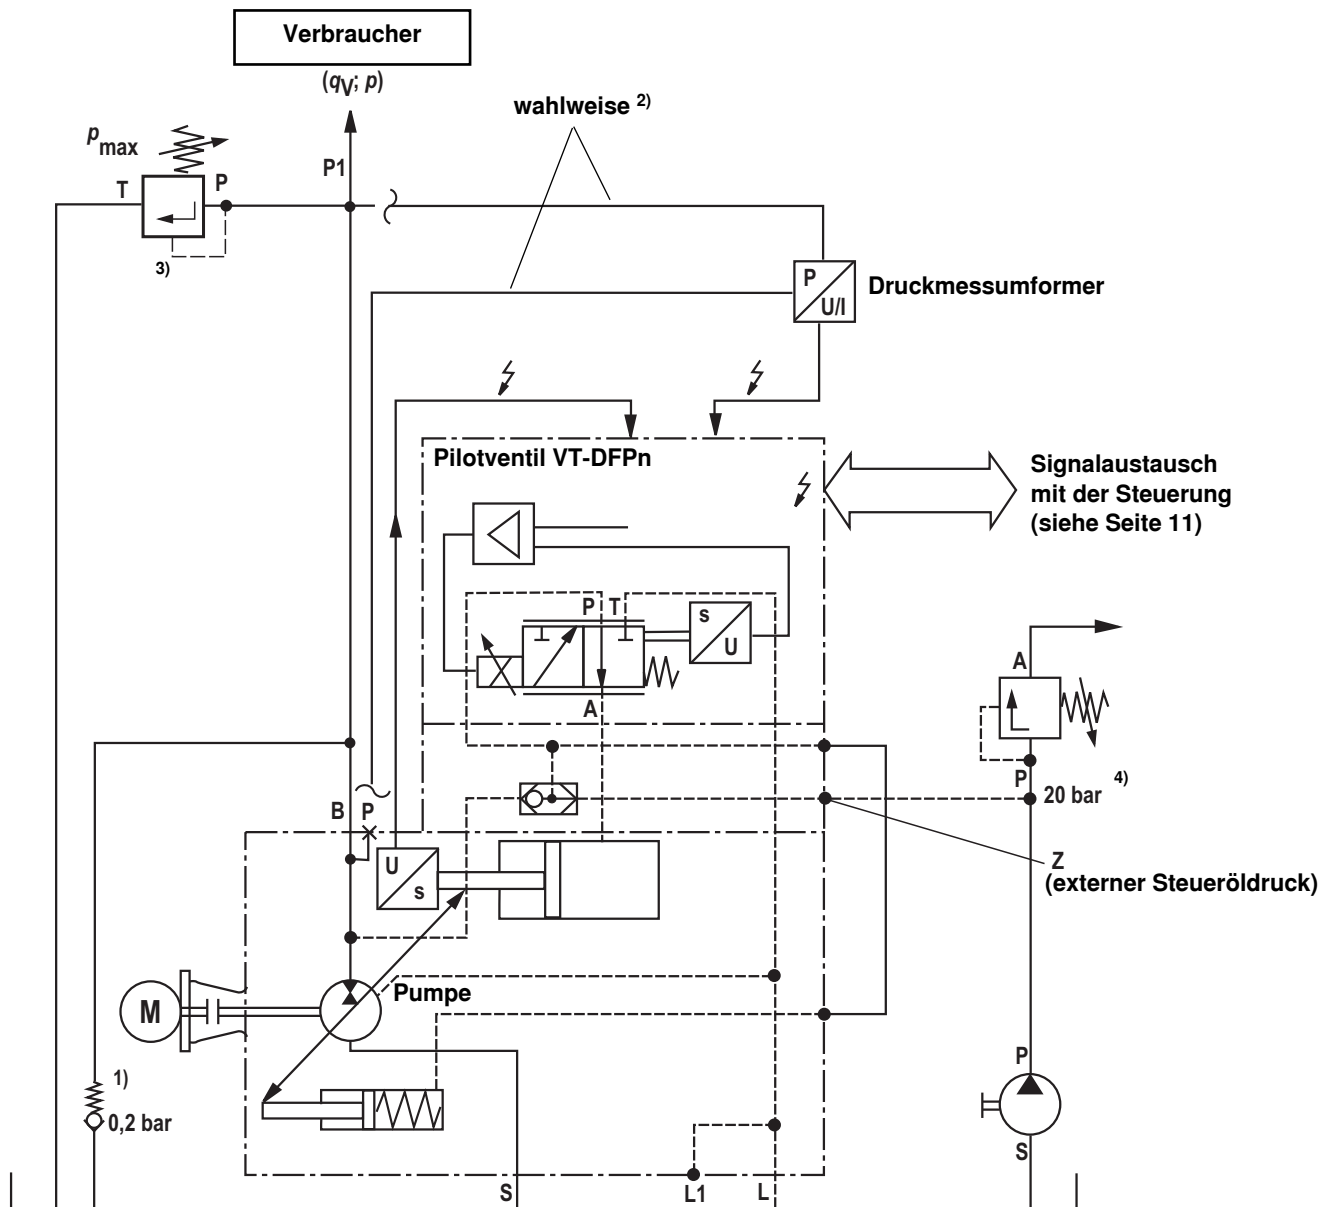 Verbraucher
(qV; p)
wahlweise 2)
pmax
P1
T
P
3)
P
U/I
Druckmessumformer
Pilotventil VT-DFPn
Signalaustausch
mit der Steuerung
(siehe Seite 11)
P
T
s
U
A
A
P
20 bar 4)
B
P
Z
(externer Steueröldruck)
U
s
Pumpe
M
P
1)
0,2 bar
S
S
L1
L